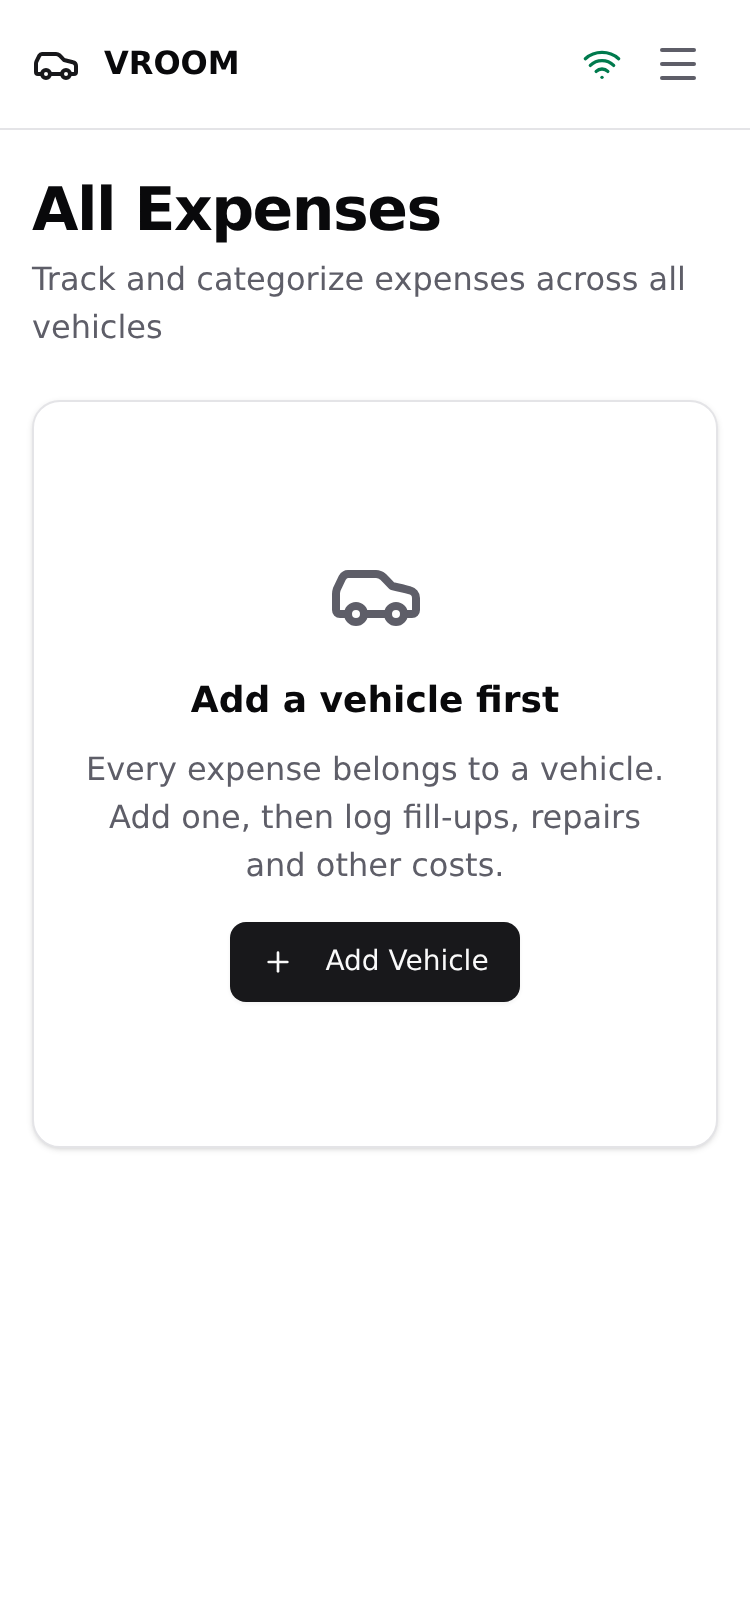 VROOM
All Expenses
Track and categorize expenses across all
vehicles
Add a vehicle first
Every expense belongs to a vehicle.
Add one, then log fill-ups, repairs
and other costs.
Add Vehicle